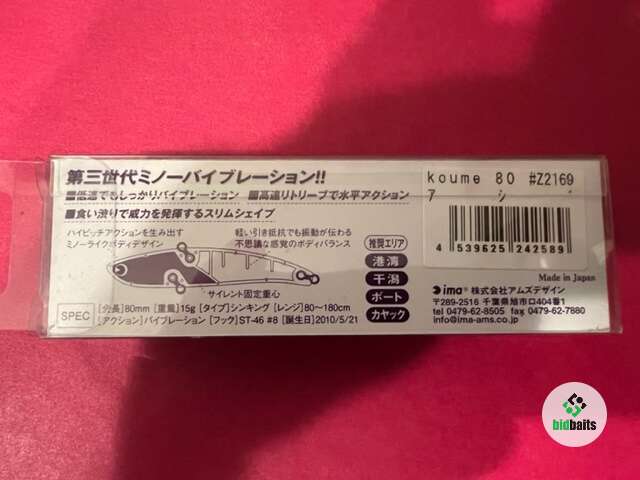 第三世代ミノーバイブレーション!!
■低速でもしっかりバイブレーション ■高速リトリーブで水平アクション
■食い渋りで威力を発揮するスリムシェイプ
ハイピッチアクションを生み出す
ミノーライクボディデザイン
軽い引き抵抗でも振動が伝わる
不思議な感覚のボディバランス
サイレント固定重心
SPEC
[全長]80mm [重量]15g [タイプ]シンキング [レンジ]80〜180cm
[アクション]バイブレーション [フック]ST-46 #8 [誕生日]2010/5/21
推奨エリア
港湾
干潟
ボート
カヤック
koume 80 #Z2169
4 539625 242589
Made in Japan
ima 株式会社アムズデザイン
〒289-2516 千葉県旭市ロ404番1
tel 0479-62-8505 fax 0479-62-7880
info@ima-ams.co.jp
bidbaits